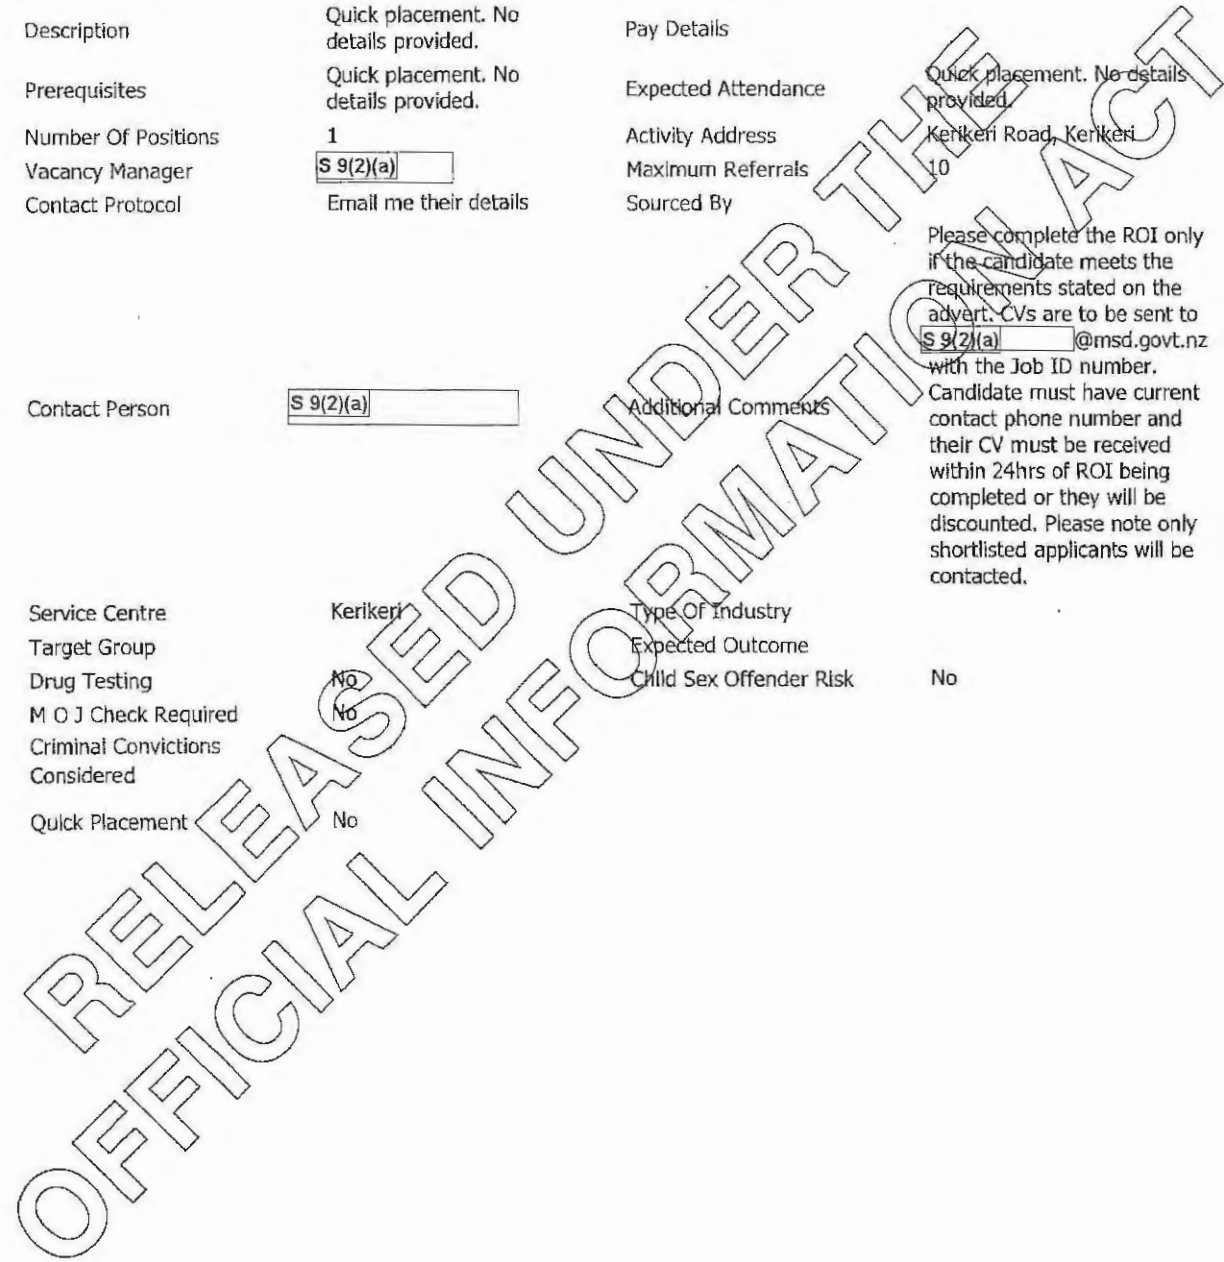 Description
Quick placement. No
details provided.
Pay Details
Prerequisites
Quick placement. No
details provided.
Expected Attendance
Quick placement. No details
provided.
Number Of Positions
1
Activity Address
Kerikeri Road, Kerikeri
Vacancy Manager
S 9(2)(a)
Maximum Referrals
10
Contact Protocol
Email me their details
Sourced By
Contact Person
S 9(2)(a)
Additional Comments
Please complete the ROI only
if the candidate meets the
requirements stated on the
advert. CVs are to be sent to
S 9(2)(a) @msd.govt.nz
with the Job ID number.
Candidate must have current
contact phone number and
their CV must be received
within 24hrs of ROI being
completed or they will be
discounted. Please note only
shortlisted applicants will be
contacted.
Service Centre
Kerikeri
Type Of Industry
Target Group
Expected Outcome
Drug Testing
No
Child Sex Offender Risk
No
M O J Check Required
No
Criminal Convictions
Considered
Quick Placement
No
RELEASED UNDER THE
OFFICIAL INFORMATION ACT